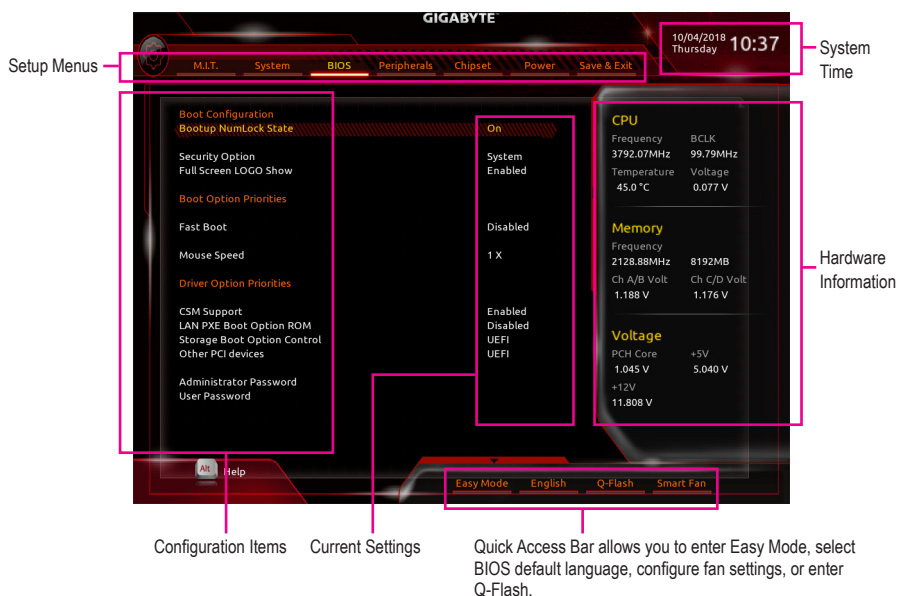 GIGABYTE™
10/04/2018
Thursday
10:37
System
Time
Setup Menus
M.I.T. System BIOS Peripherals Chipset Power Save & Exit
Boot Configuration
Bootup NumLock State On
Security Option System
Full Screen LOGO Show Enabled
Boot Option Priorities
Fast Boot Disabled
Mouse Speed 1 X
Driver Option Priorities
CSM Support Enabled
LAN PXE Boot Option ROM Disabled
Storage Boot Option Control UEFI
Other PCI devices UEFI
Administrator Password
User Password
CPU
Frequency BCLK
3792.07MHz 99.79MHz
Temperature Voltage
45.0 °C 0.077 V
Memory
Frequency
2128.88MHz 8192MB
Ch A/B Volt Ch C/D Volt
1.188 V 1.176 V
Voltage
PCH Core +5V
1.045 V 5.040 V
+12V
11.808 V
Hardware
Information
Alt Help
Easy Mode English Q-Flash Smart Fan
Configuration Items
Current Settings
Quick Access Bar allows you to enter Easy Mode, select
BIOS default language, configure fan settings, or enter
Q-Flash.